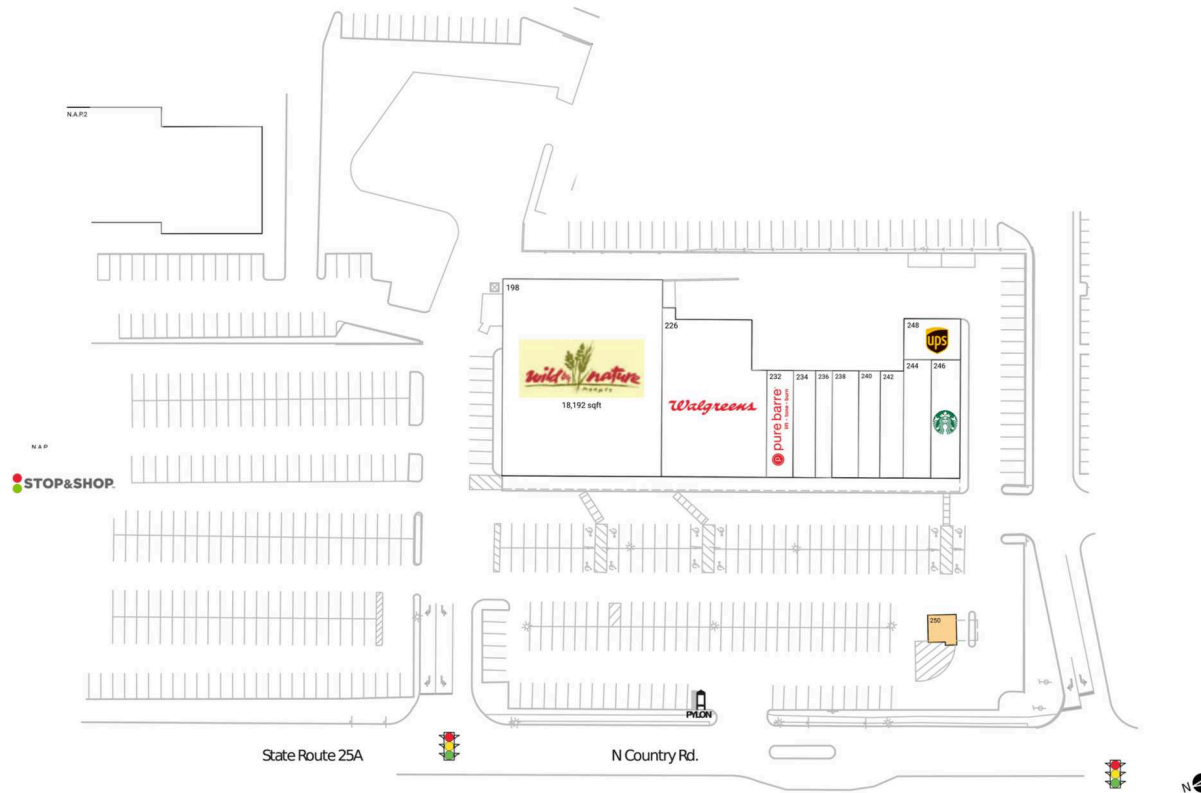 N.A.P.2
198
wild by nature
market
18,192 sqft
226
Walgreens
232
pure barre
lift • tone • burn
234
236
238
240
242
248
ups
244
246
N.A.P.
STOP&SHOP
250
PYLON
State Route 25A
N Country Rd.
N